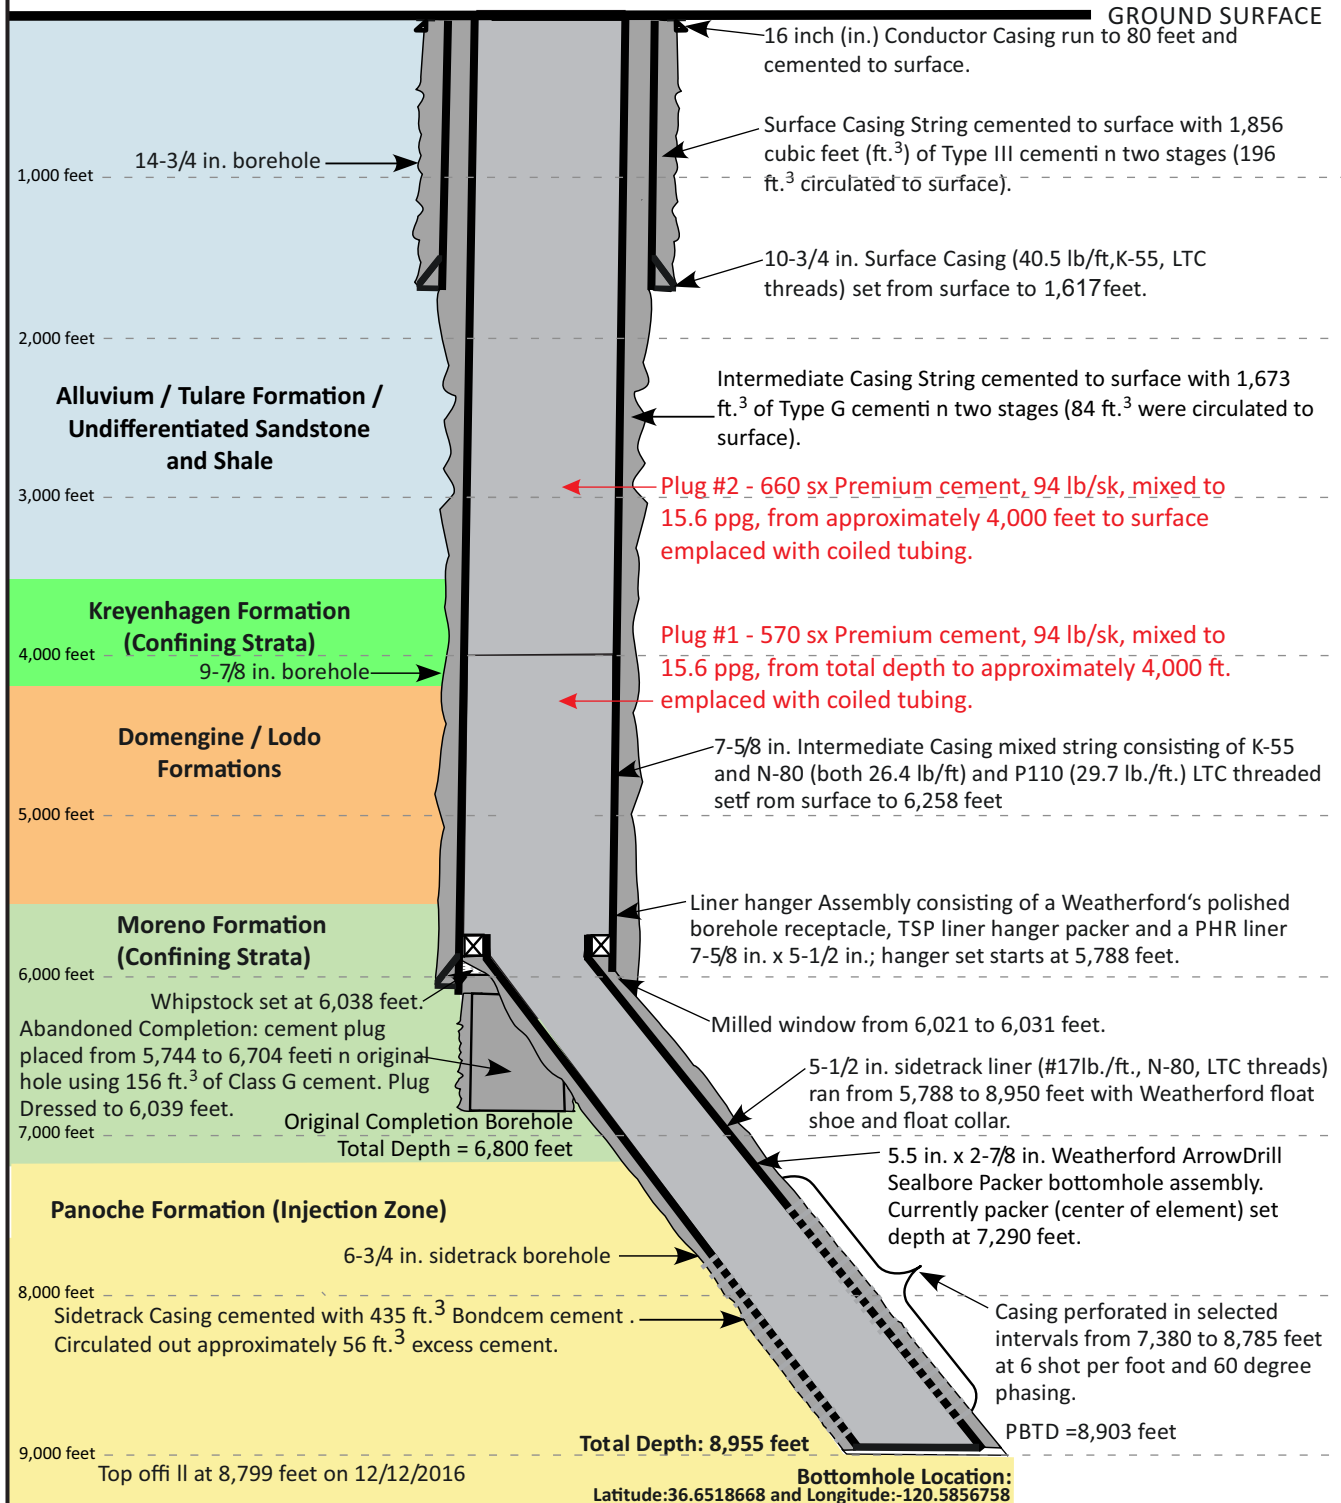 GROUND SURFACE
16 inch (in.) Conductor Casing run to 80 feet and
cemented to surface.
Surface Casing String cemented to surface with 1,856
cubic feet (ft.³) of Type III cementi n two stages (196
ft.³ circulated to surface).
14-3/4 in. borehole
1,000 feet
10-3/4 in. Surface Casing (40.5 lb/ft,K-55, LTC
threads) set from surface to 1,617 feet.
2,000 feet
Alluvium / Tulare Formation /
Undifferentiated Sandstone
and Shale
Intermediate Casing String cemented to surface with 1,673
ft.³ of Type G cementi n two stages (84 ft.³ were circulated to
surface).
3,000 feet
Plug #2 - 660 sx Premium cement, 94 lb/sk, mixed to
15.6 ppg, from approximately 4,000 feet to surface
emplaced with coiled tubing.
Kreyenhagen Formation
(Confining Strata)
4,000 feet
9-7/8 in. borehole
Plug #1 - 570 sx Premium cement, 94 lb/sk, mixed to
15.6 ppg, from total depth to approximately 4,000 ft.
emplaced with coiled tubing.
Domengine / Lodo
Formations
7-5/8 in. Intermediate Casing mixed string consisting of K-55
and N-80 (both 26.4 lb/ft) and P110 (29.7 lb./ft.) LTC threaded
setf rom surface to 6,258 feet
5,000 feet
Moreno Formation
(Confining Strata)
Liner hanger Assembly consisting of a Weatherford‘s polished
borehole receptacle, TSP liner hanger packer and a PHR liner
7-5/8 in. x 5-1/2 in.; hanger set starts at 5,788 feet.
6,000 feet
Whipstock set at 6,038 feet.
Milled window from 6,021 to 6,031 feet.
Abandoned Completion: cement plug
placed from 5,744 to 6,704 feeti n original
hole using 156 ft.³ of Class G cement. Plug
Dressed to 6,039 feet.
5-1/2 in. sidetrack liner (#17lb./ft., N-80, LTC threads)
ran from 5,788 to 8,950 feet with Weatherford float
shoe and float collar.
Original Completion Borehole
Total Depth = 6,800 feet
7,000 feet
5.5 in. x 2-7/8 in. Weatherford ArrowDrill
Sealbore Packer bottomhole assembly.
Currently packer (center of element) set
depth at 7,290 feet.
Panoche Formation (Injection Zone)
6-3/4 in. sidetrack borehole
8,000 feet
Sidetrack Casing cemented with 435 ft.³ Bondcem cement .
Circulated out approximately 56 ft.³ excess cement.
Casing perforated in selected
intervals from 7,380 to 8,785 feet
at 6 shot per foot and 60 degree
phasing.
PBTD =8,903 feet
Total Depth: 8,955 feet
9,000 feet
Top offi ll at 8,799 feet on 12/12/2016
Bottomhole Location:
Latitude:36.6518668 and Longitude:-120.5856758